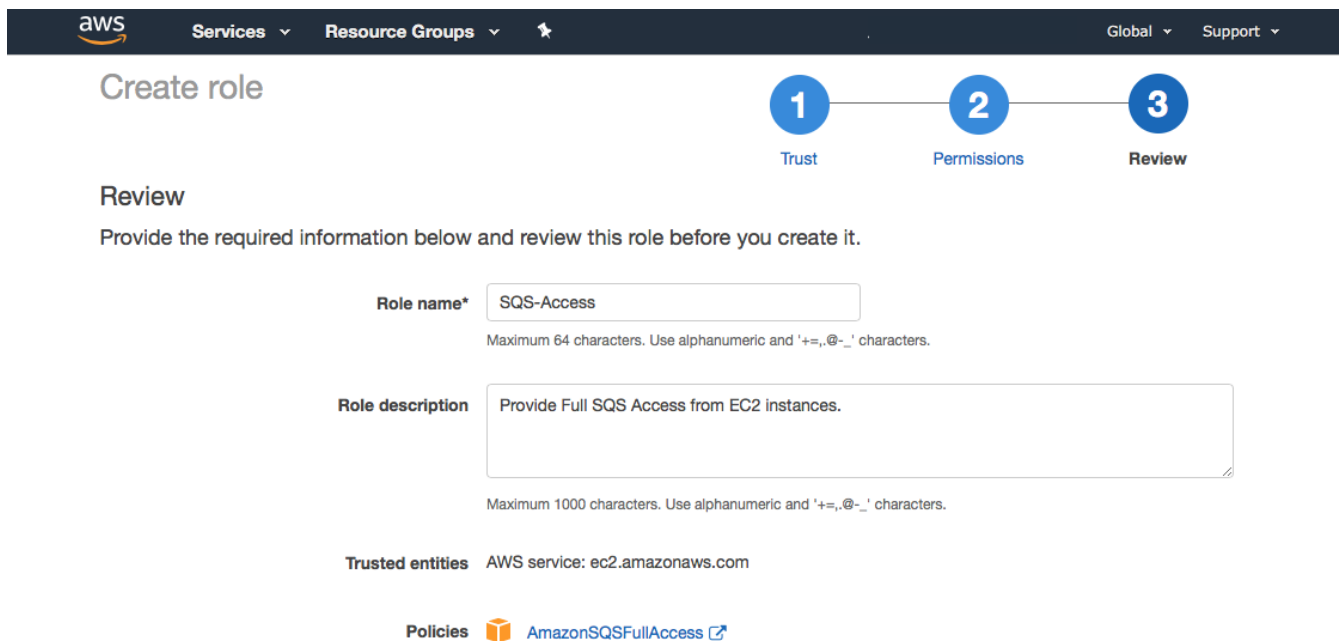 aws Services Resource Groups Global Support
Create role
1 2 3
Trust Permissions Review
Review
Provide the required information below and review this role before you create it.
Role name* SQS-Access
Maximum 64 characters. Use alphanumeric and '+=,.@-_' characters.
Role description Provide Full SQS Access from EC2 instances.
Maximum 1000 characters. Use alphanumeric and '+=,.@-_' characters.
Trusted entities AWS service: ec2.amazonaws.com
Policies AmazonSQSFullAccess